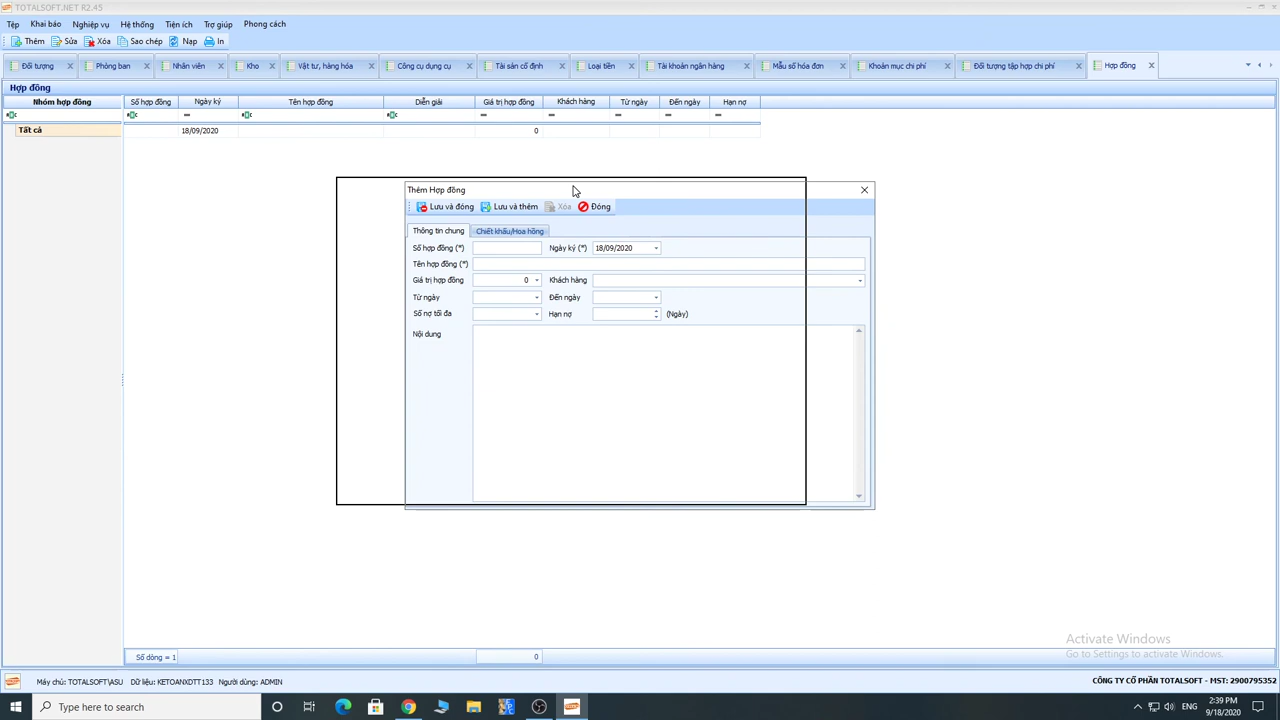 TOTALSOFT.NET R2.45
Tệp Khai báo Nghiệp vụ Hệ thống Tiện ích Trợ giúp Phong cách
Thêm Sửa Xóa Sao chép Nạp In
Đối tượng Phòng ban Nhân viên Kho Vật tư, hàng hóa Công cụ dụng cụ Tài sản cố định Loại tiền Tài khoản ngân hàng Mẫu số hóa đơn Khoản mục chi phí Đối tượng tập hợp chi phí Hợp đồng
Hợp đồng
Nhóm hợp đồng Số hợp đồng Ngày ký Tên hợp đồng Diễn giải Giá trị hợp đồng Khách hàng Từ ngày Đến ngày Hạn nợ
Tất cả 18/09/2020 0
Thêm Hợp đồng
Lưu và đóng Lưu và thêm Xóa Đóng
Thông tin chung Chiết khấu/Hoa hồng
Số hợp đồng (*) Ngày ký (*) 18/09/2020
Tên hợp đồng (*)
Giá trị hợp đồng 0 Khách hàng
Từ ngày Đến ngày
Số nợ tối đa Hạn nợ (Ngày)
Nội dung
Activate Windows
Go to Settings to activate Windows.
Số dòng = 1 0
Máy chủ: TOTALSOFT\ASU Dữ liệu: KETOANXDTT133 Người dùng: ADMIN CÔNG TY CỔ PHẦN TOTALSOFT - MST: 2900795352
Type here to search ENG 2:39 PM
9/18/2020